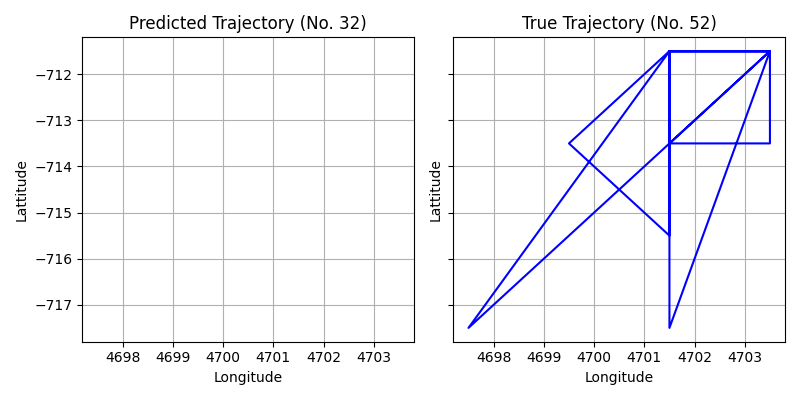 Predicted Trajectory (No. 32)
True Trajectory (No. 52)
−712
−713
−714
−715
−716
−717
Lattitude
Lattitude
4698 4699 4700 4701 4702 4703
4698 4699 4700 4701 4702 4703
Longitude
Longitude